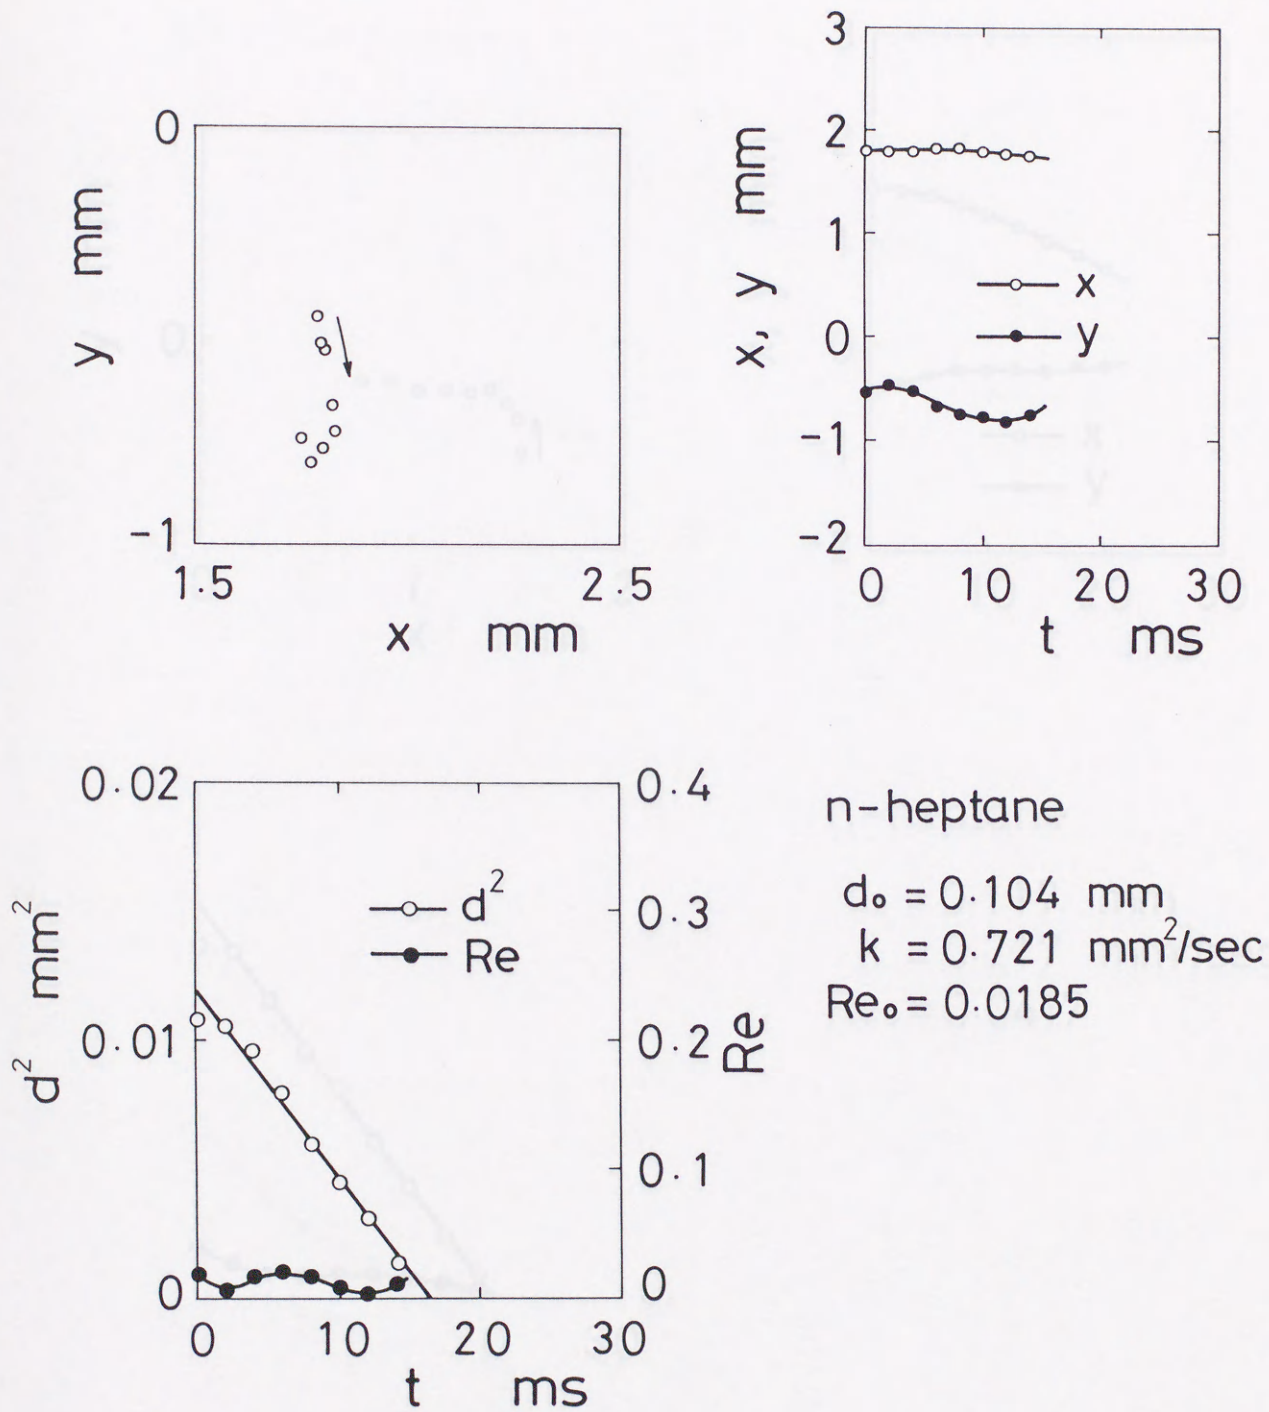 0
y mm
-1
1.5 2.5
x mm
3
2
1
0
-1
-2
x, y mm
x
y
0 10 20 30
t ms
0.02
0.01
0
d² mm²
d²
Re
0.4
0.3
0.2
0.1
0
Re
0 10 20 30
t ms
n-heptane
d₀ = 0.104 mm
k = 0.721 mm²/sec
Re₀ = 0.0185